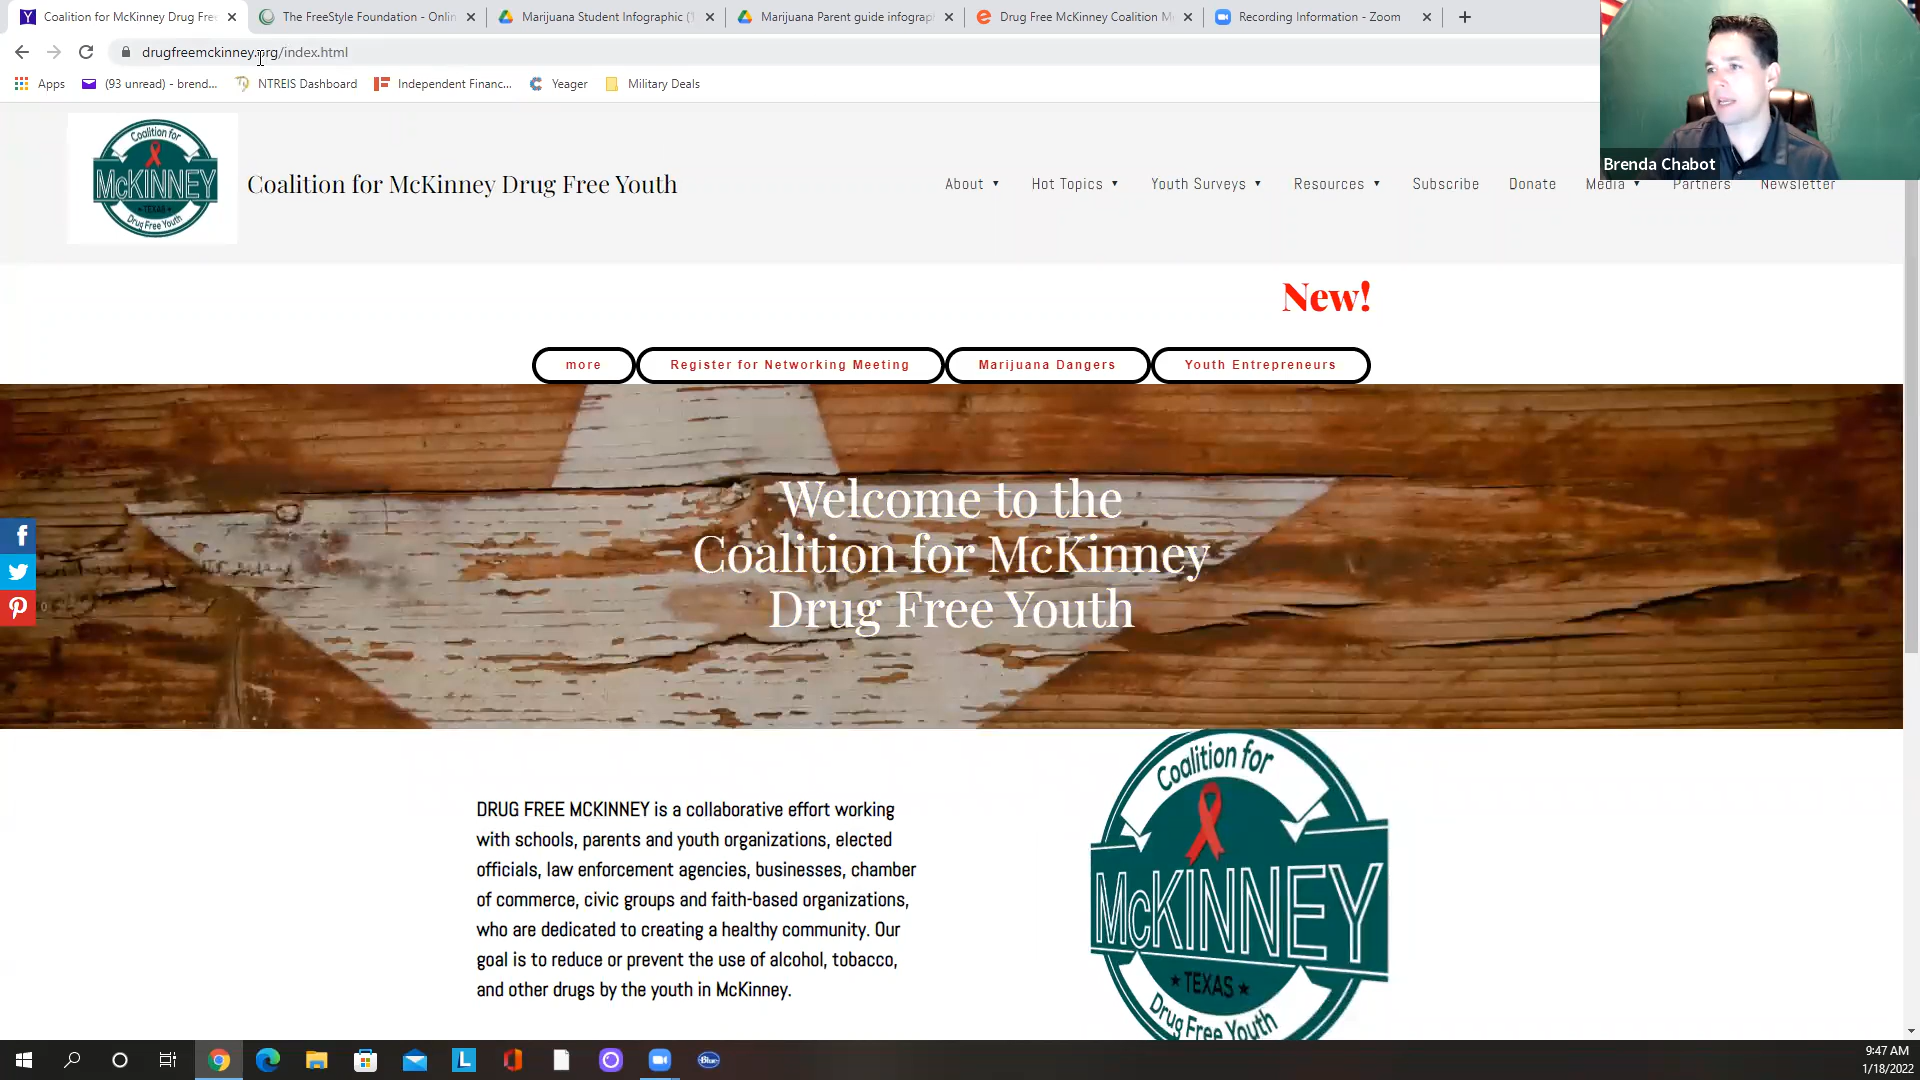 Coalition for McKinney Drug Fre
The FreeStyle Foundation - Onlin
Marijuana Student Infographic (1
Marijuana Parent guide infograp
Drug Free McKinney Coalition M
Recording Information - Zoom
drugfreemckinney.org/index.html
Apps
(93 unread) - brend...
NTREIS Dashboard
Independent Financ...
Yeager
Military Deals
Brenda Chabot
Coalition for
McKINNEY
TEXAS
Drug Free Youth
Coalition for McKinney Drug Free Youth
About
Hot Topics
Youth Surveys
Resources
Subscribe
Donate
Media
Partners
Newsletter
New!
more
Register for Networking Meeting
Marijuana Dangers
Youth Entrepreneurs
Welcome to the
Coalition for McKinney
Drug Free Youth
0
DRUG FREE MCKINNEY is a collaborative effort working
with schools, parents and youth organizations, elected
officials, law enforcement agencies, businesses, chamber
of commerce, civic groups and faith-based organizations,
who are dedicated to creating a healthy community. Our
goal is to reduce or prevent the use of alcohol, tobacco,
and other drugs by the youth in McKinney.
Coalition for
McKINNEY
★ TEXAS ★
Drug Free Youth
L
Blue
9:47 AM
1/18/2022